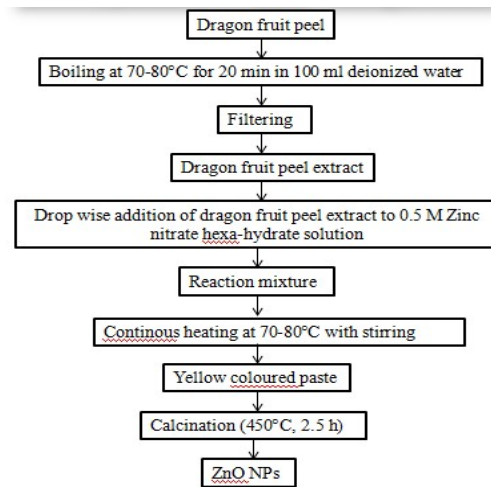 Dragon fruit peel
Boiling at 70-80°C for 20 min in 100 ml deionized water
Filtering
Dragon fruit peel extract
Drop wise addition of dragon fruit peel extract to 0.5 M Zinc
nitrate hexa-hydrate solution
Reaction mixture
Continous heating at 70-80°C with stirring
Yellow coloured paste
Calcination (450°C, 2.5 h)
ZnO NPs